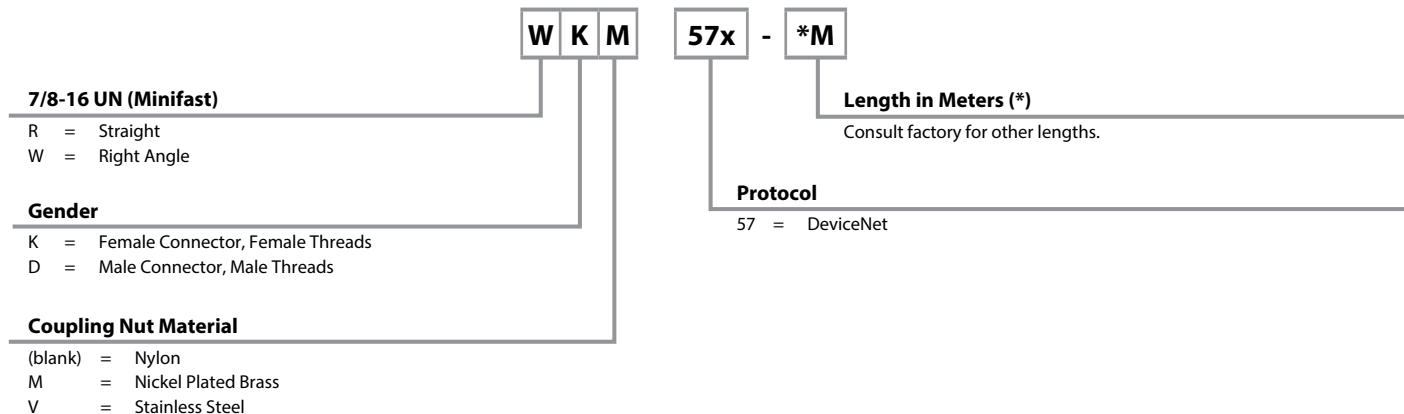 W K M 57x - *M
7/8-16 UN (Minifast)
R = Straight
W = Right Angle
Gender
K = Female Connector, Female Threads
D = Male Connector, Male Threads
Coupling Nut Material
(blank) = Nylon
M = Nickel Plated Brass
V = Stainless Steel
Length in Meters (*)
Consult factory for other lengths.
Protocol
57 = DeviceNet